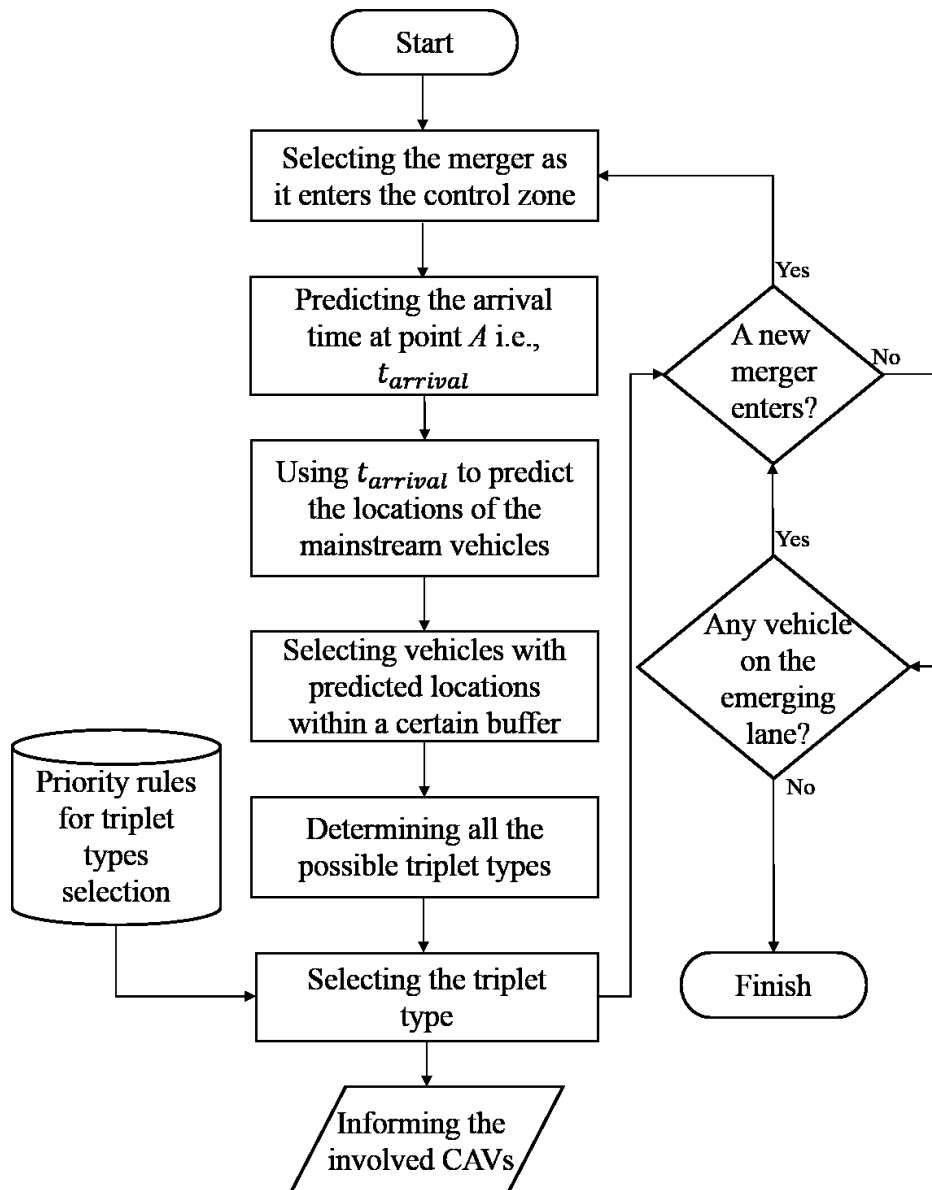 Start
Selecting the merger as
it enters the control zone
Predicting the arrival
time at point A i.e.,
t_arrival
Using t_arrival to predict
the locations of the
mainstream vehicles
Selecting vehicles with
predicted locations
within a certain buffer
Determining all the
possible triplet types
Priority rules
for triplet
types
selection
Selecting the triplet
type
Informing the
involved CAVs
Yes
A new
merger
enters?
No
Yes
Any vehicle
on the
emerging
lane?
No
Finish